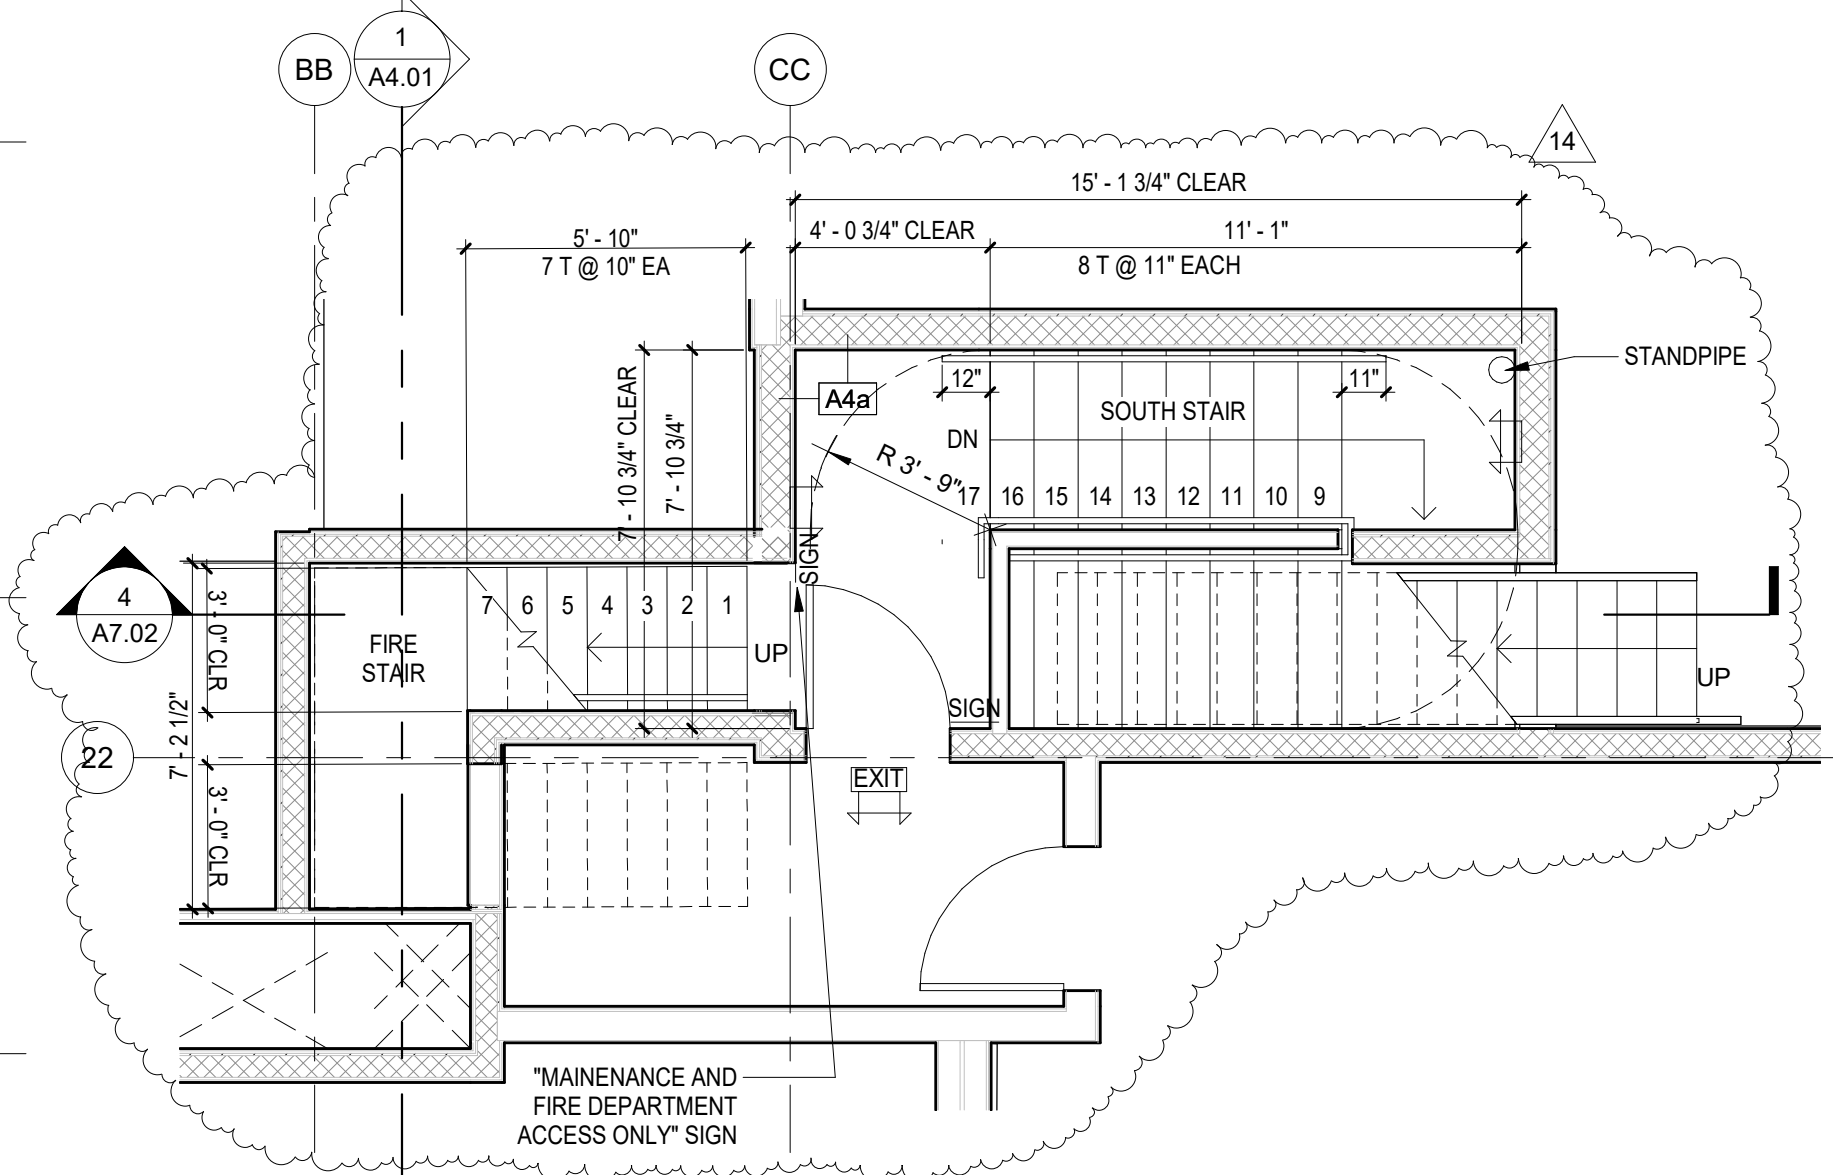 1
A4.01
BB
CC
14
15' - 1 3/4" CLEAR
5' - 10"
7 T @ 10" EA
4' - 0 3/4" CLEAR
11' - 1"
8 T @ 11" EACH
STANDPIPE
7' - 10 3/4" CLEAR
7' - 10 3/4"
A4a
12"
11"
SOUTH STAIR
DN
R 3' - 9"
17 16 15 14 13 12 11 10 9
SIGN
4
A7.02
3' - 0" CLR
7' - 2 1/2"
3' - 0" CLR
FIRE
STAIR
7 6 5 4 3 2 1
UP
UP
SIGN
22
EXIT
"MAINENANCE AND
FIRE DEPARTMENT
ACCESS ONLY" SIGN